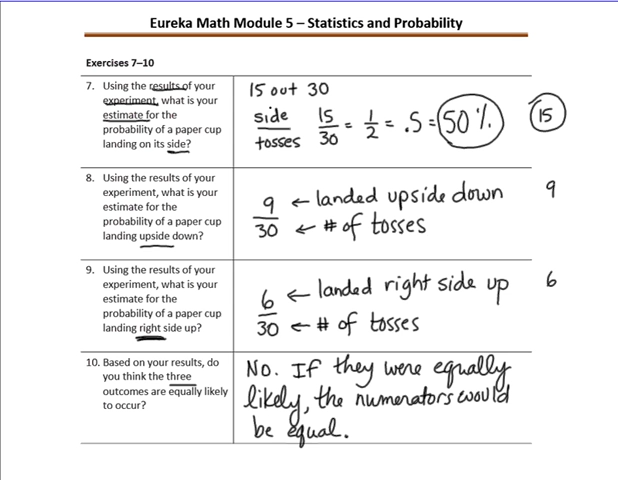 Eureka Math Module 5 – Statistics and Probability
Exercises 7–10
7. Using the results of your
experiment, what is your
estimate for the
probability of a paper cup
landing on its side?
15 out 30
side
tosses
15
30
= 1
2
= .5 = 50 %
15
8. Using the results of your
experiment, what is your
estimate for the
probability of a paper cup
landing upside down?
9 ← landed upside down
30 ← # of tosses
9
9. Using the results of your
experiment, what is your
estimate for the
probability of a paper cup
landing right side up?
6 ← landed right side up
30 ← # of tosses
6
10. Based on your results, do
you think the three
outcomes are equally likely
to occur?
No. If they were equally
likely, the numerators would
be equal.